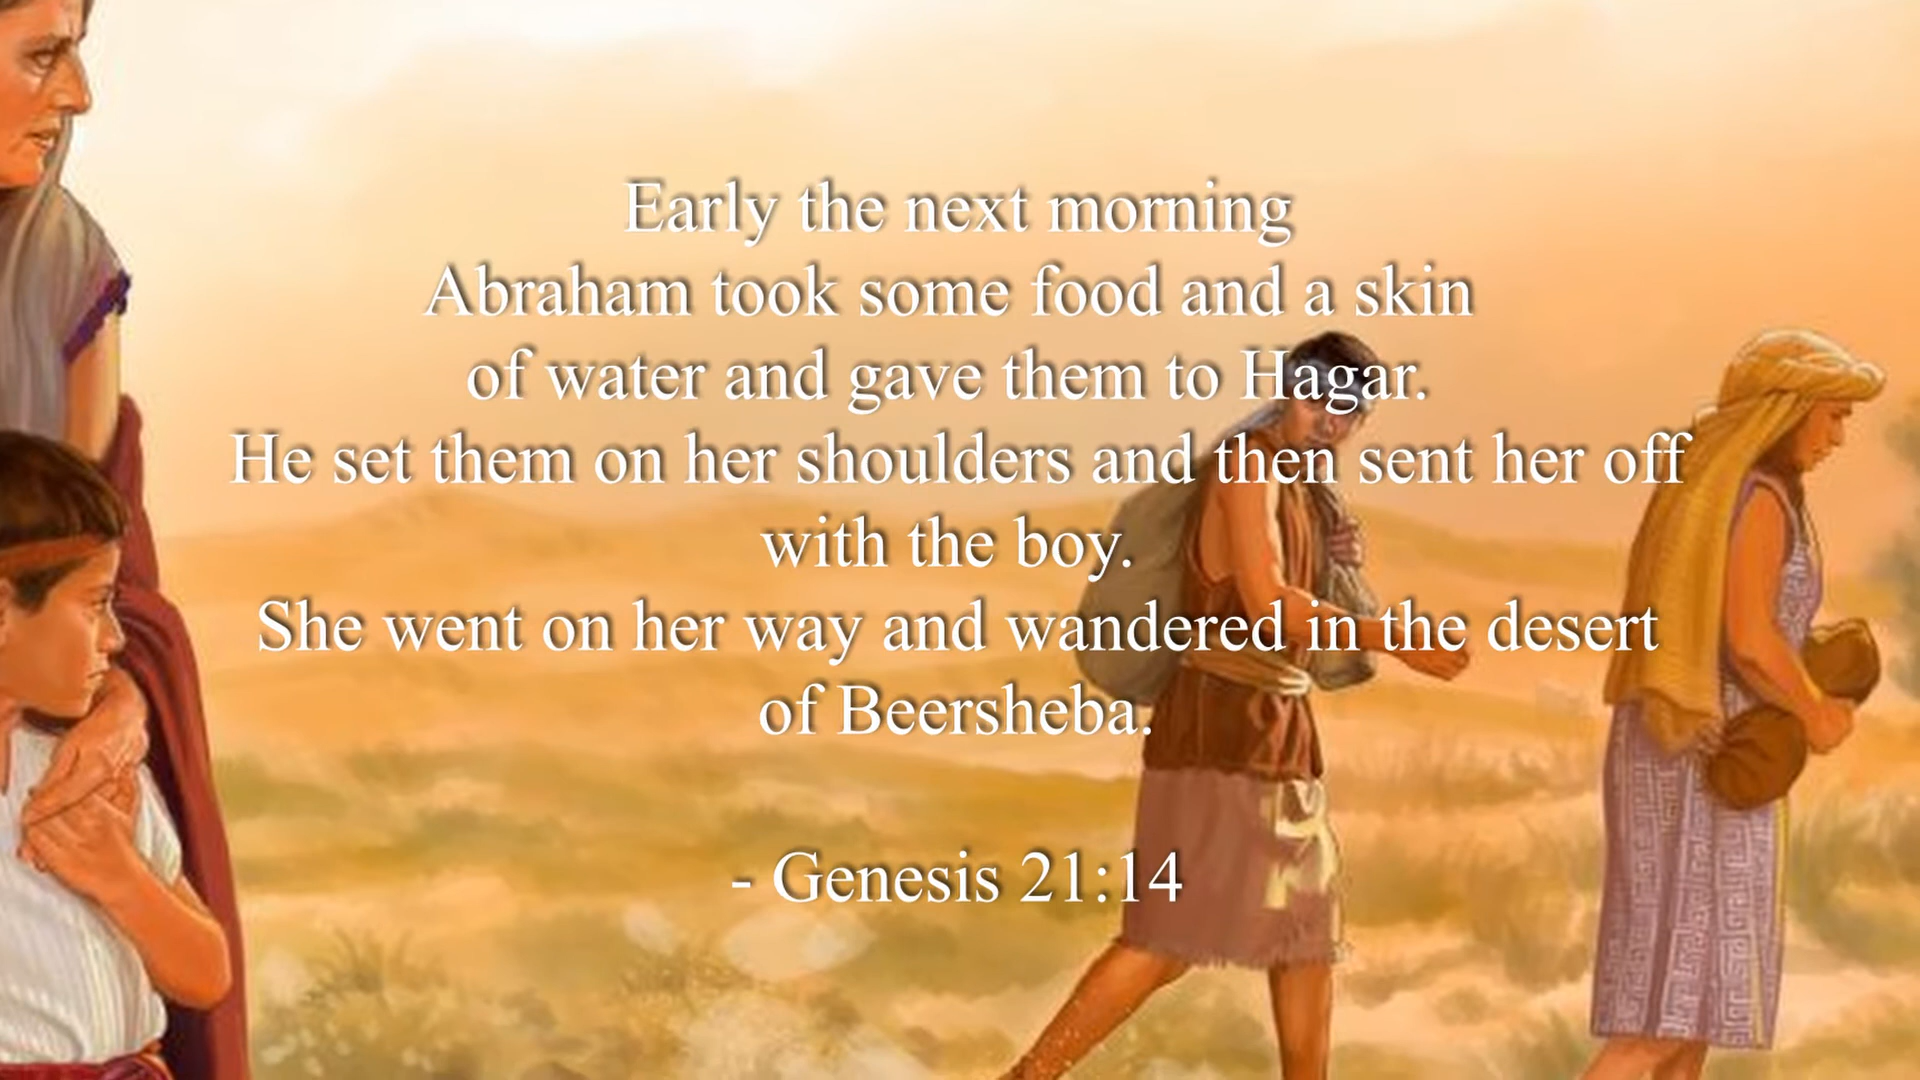 Early the next morning
Abraham took some food and a skin
of water and gave them to Hagar.
He set them on her shoulders and then sent her off
with the boy.
She went on her way and wandered in the desert
of Beersheba.
- Genesis 21:14